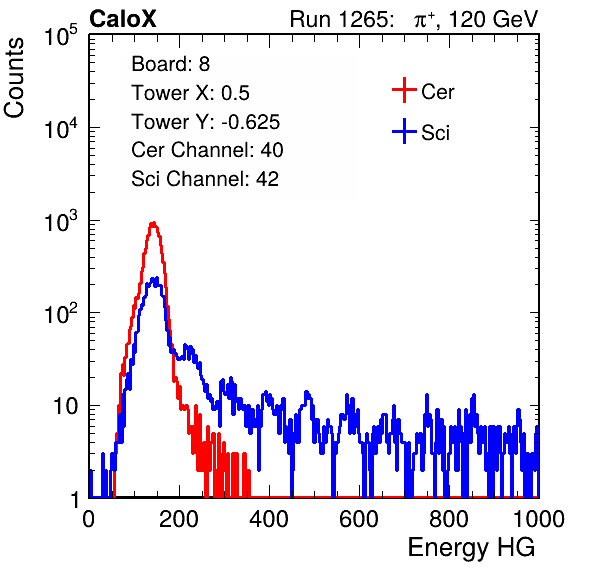 CaloX Run 1265: π⁺, 120 GeV
Board: 8
Tower X: 0.5
Tower Y: -0.625
Cer Channel: 40
Sci Channel: 42
Cer
Sci
Counts
10⁵
10⁴
10³
10²
10
1
0 200 400 600 800 1000
Energy HG